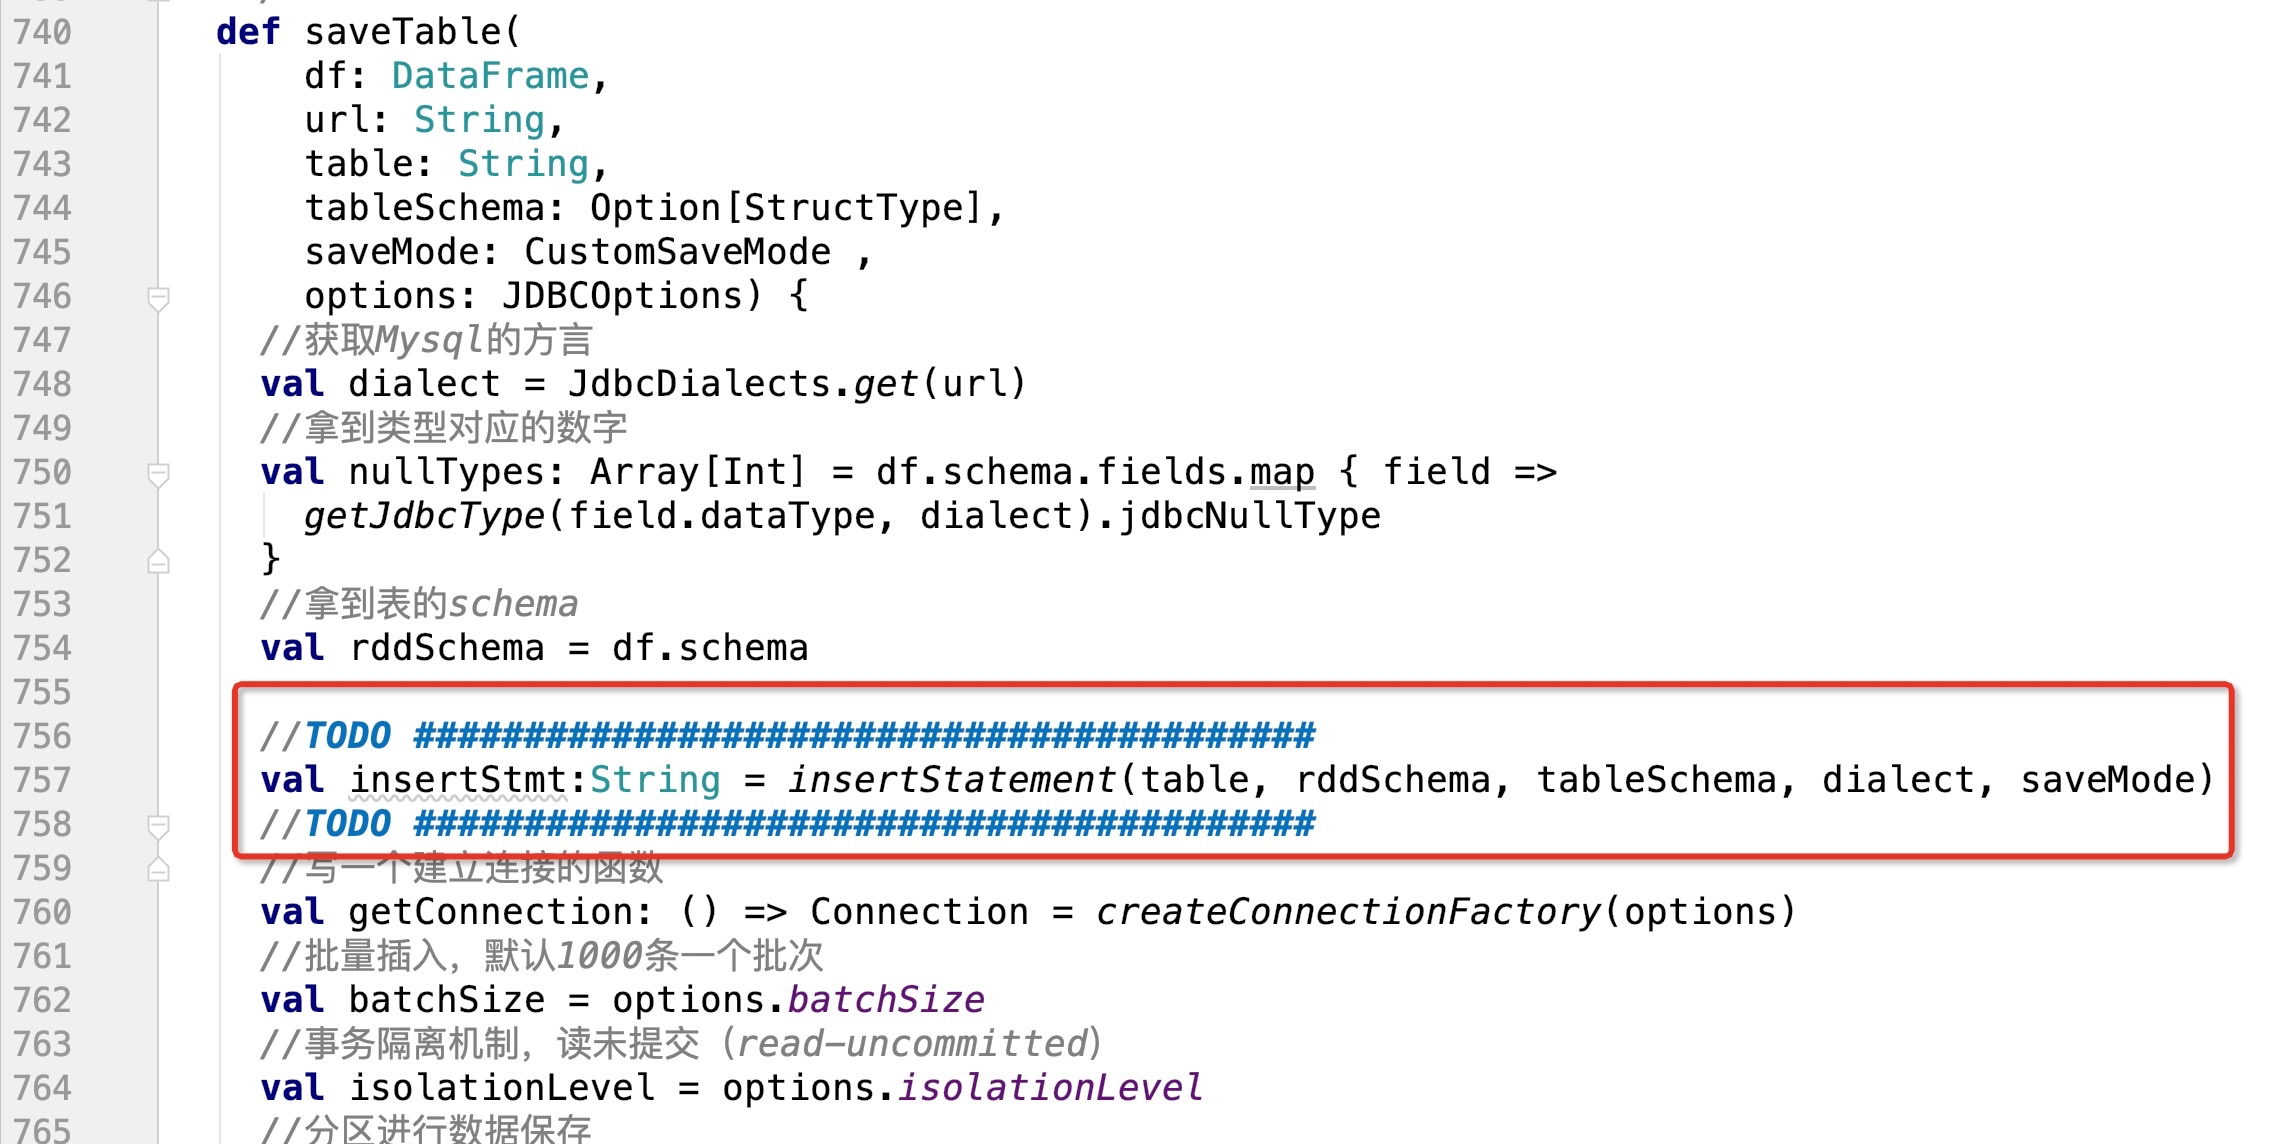 740 def saveTable(
741 df: DataFrame,
742 url: String,
743 table: String,
744 tableSchema: Option[StructType],
745 saveMode: CustomSaveMode ,
746 options: JDBCOptions) {
747 //获取Mysql的方言
748 val dialect = JdbcDialects.get(url)
749 //拿到类型对应的数字
750 val nullTypes: Array[Int] = df.schema.fields.map { field =>
751 getJdbcType(field.dataType, dialect).jdbcNullType
752 }
753 //拿到表的schema
754 val rddSchema = df.schema
755
756 //TODO #########################################
757 val insertStmt:String = insertStatement(table, rddSchema, tableSchema, dialect, saveMode)
758 //TODO #########################################
759 //写一个建立连接的函数
760 val getConnection: () => Connection = createConnectionFactory(options)
761 //批量插入，默认1000条一个批次
762 val batchSize = options.batchSize
763 //事务隔离机制，读未提交（read-uncommitted）
764 val isolationLevel = options.isolationLevel
765 //分区进行数据保存